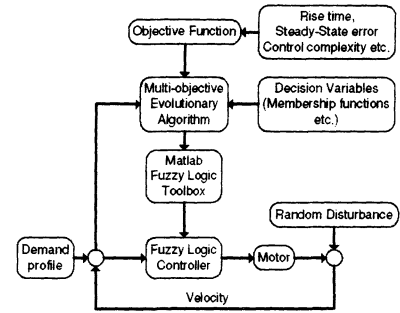 Rise time,
Steady-State error
Control complexity etc.
Objective Function
Multi-objective
Evolutionary
Algorithm
Decision Variables
(Membership functions
etc.)
Matlab
Fuzzy Logic
Toolbox
Random Disturbance
Demand
profile
Fuzzy Logic
Controller
Motor
Velocity